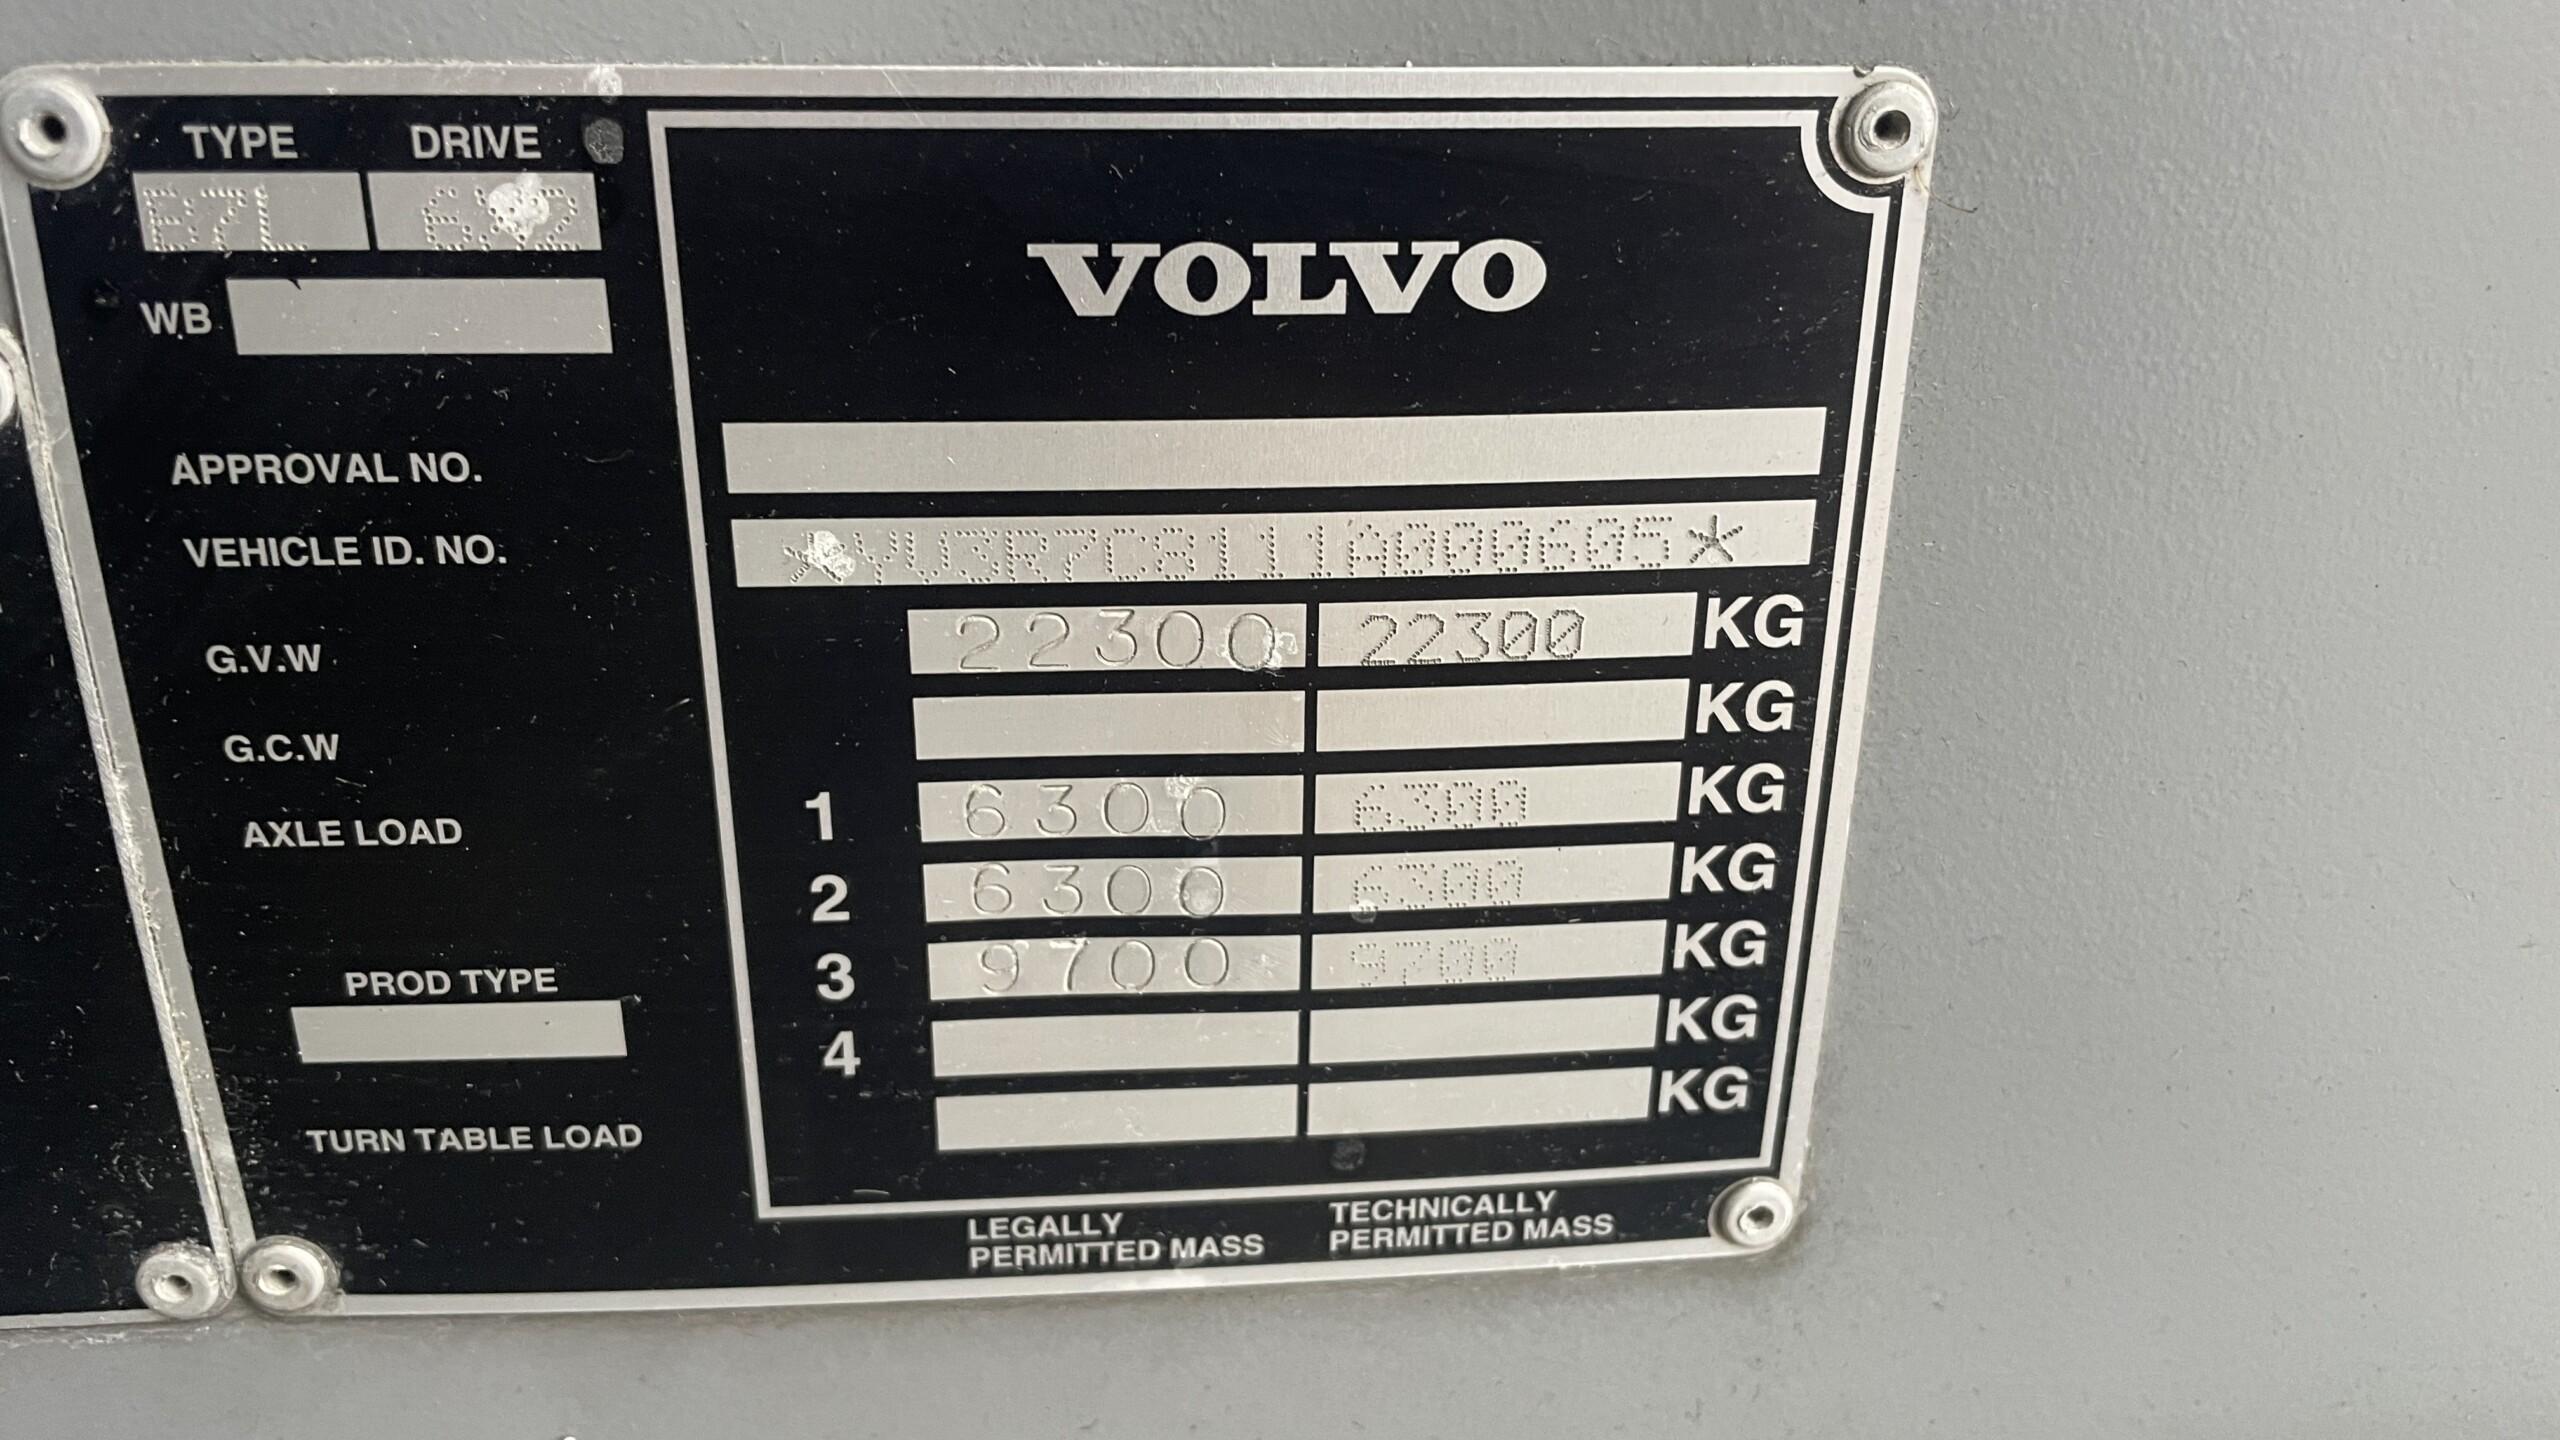 TYPE DRIVE
B7L 6X2
WB
VOLVO
APPROVAL NO.
VEHICLE ID. NO. *YV3R7C8111A000605*
G.V.W 22300 22300 KG
G.C.W KG
AXLE LOAD 1 6300 6300 KG
2 6300 6300 KG
3 9700 9700 KG
PROD TYPE 4 KG
TURN TABLE LOAD KG
LEGALLY PERMITTED MASS
TECHNICALLY PERMITTED MASS